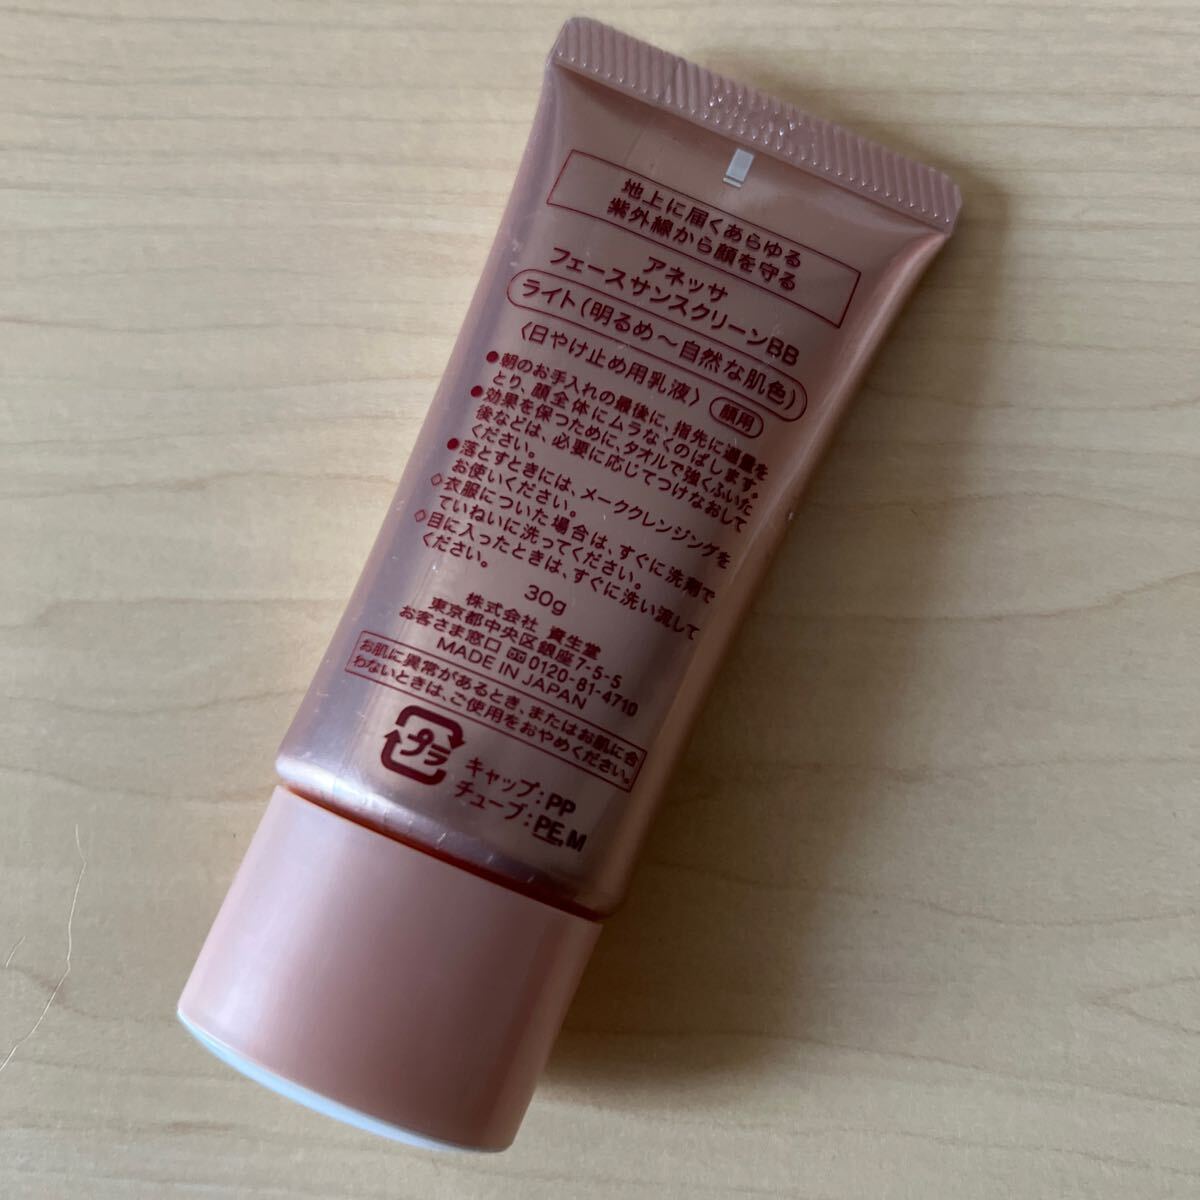 地上に届くあらゆる
紫外線から顔を守る
アネッサ
フェースサンスクリーンBB
ライト(明るめ～自然な肌色)
〈日やけ止め用乳液〉 顔用
●朝のお手入れの最後に、指先に適量を
とり、顔全体にムラなくのばします。
●効果を保つために、タオルで強くふいた
後などは、必要に応じてつけなおして
ください。
●落とすときには、メーククレンジングを
お使いください。
◇衣服についた場合は、すぐに洗剤で
ていねいに洗ってください。
◇目に入ったときは、すぐに洗い流して
ください。
30g
株式会社 資生堂
東京都中央区銀座7-5-5
お客さま窓口 0120-81-4710
MADE IN JAPAN
お肌に異常があるとき、またはお肌に合
わないときは、ご使用をおやめください。
プラ
キャップ:PP
チューブ:PE,M